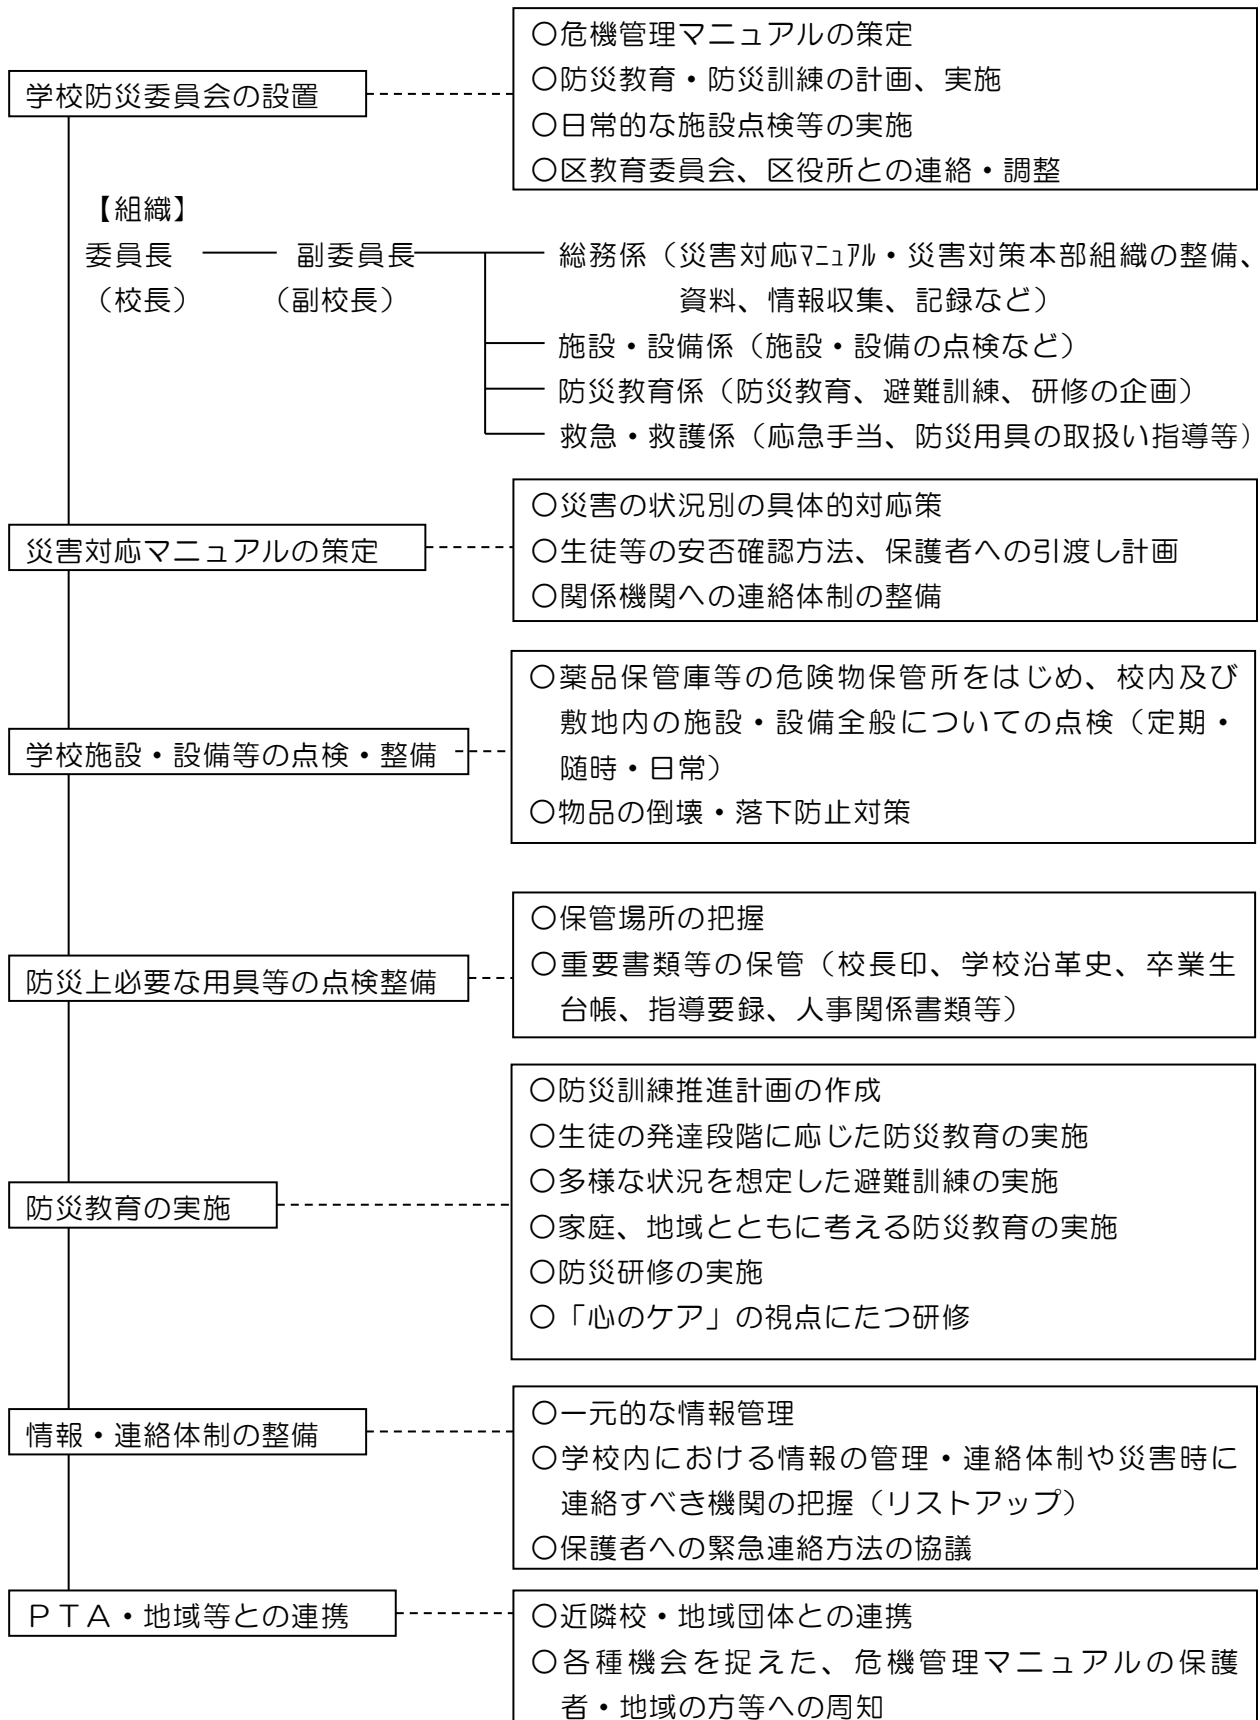 学校防災委員会の設置
〇危機管理マニュアルの策定
〇防災教育・防災訓練の計画、実施
〇日常的な施設点検等の実施
〇区教育委員会、区役所との連絡・調整
【組織】
委員長 副委員長 総務係（災害対応ﾏﾆｭｱﾙ・災害対策本部組織の整備、
（校長） （副校長） 資料、情報収集、記録など）
施設・設備係（施設・設備の点検など）
防災教育係（防災教育、避難訓練、研修の企画）
救急・救護係（応急手当、防災用具の取扱い指導等）
災害対応マニュアルの策定
〇災害の状況別の具体的対応策
〇生徒等の安否確認方法、保護者への引渡し計画
〇関係機関への連絡体制の整備
学校施設・設備等の点検・整備
〇薬品保管庫等の危険物保管所をはじめ、校内及び
敷地内の施設・設備全般についての点検（定期・
随時・日常）
〇物品の倒壊・落下防止対策
防災上必要な用具等の点検整備
〇保管場所の把握
〇重要書類等の保管（校長印、学校沿革史、卒業生
台帳、指導要録、人事関係書類等）
防災教育の実施
〇防災訓練推進計画の作成
〇生徒の発達段階に応じた防災教育の実施
〇多様な状況を想定した避難訓練の実施
〇家庭、地域とともに考える防災教育の実施
〇防災研修の実施
〇「心のケア」の視点にたつ研修
情報・連絡体制の整備
〇一元的な情報管理
〇学校内における情報の管理・連絡体制や災害時に
連絡すべき機関の把握（リストアップ）
〇保護者への緊急連絡方法の協議
ＰＴＡ・地域等との連携
〇近隣校・地域団体との連携
〇各種機会を捉えた、危機管理マニュアルの保護
者・地域の方等への周知